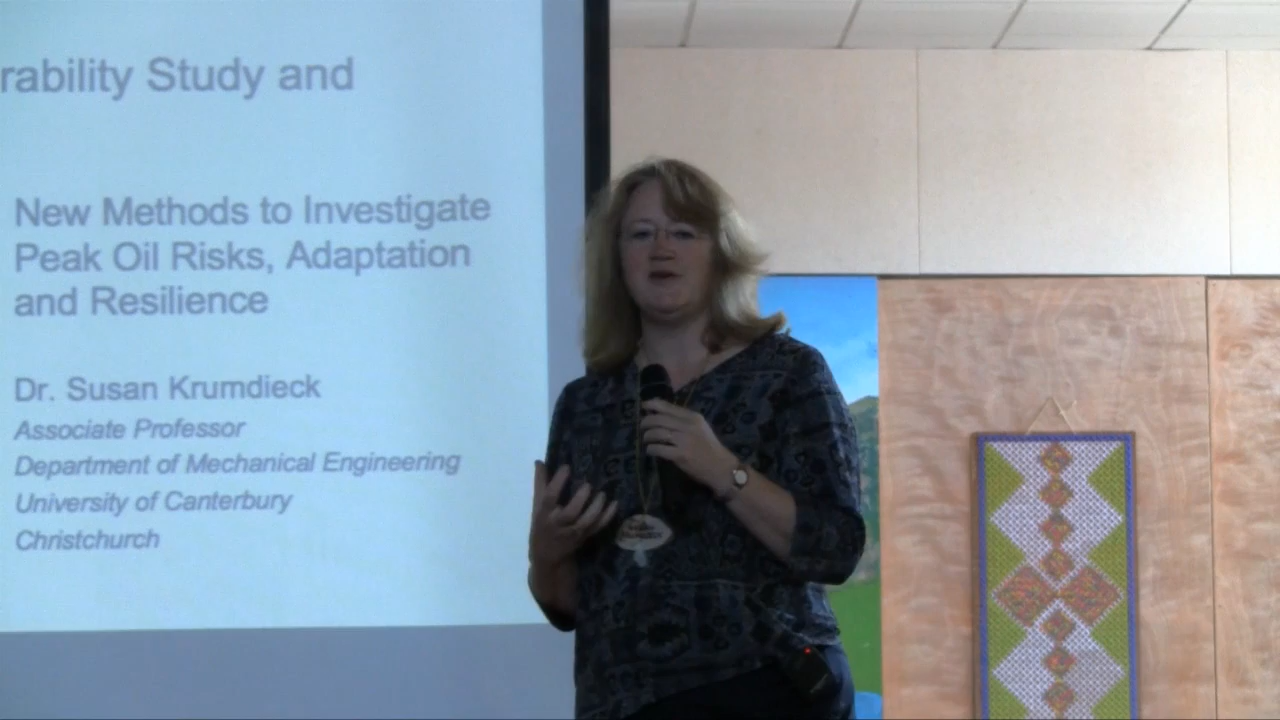 rability Study and
New Methods to Investigate
Peak Oil Risks, Adaptation
and Resilience
Dr. Susan Krumdieck
Associate Professor
Department of Mechanical Engineering
University of Canterbury
Christchurch